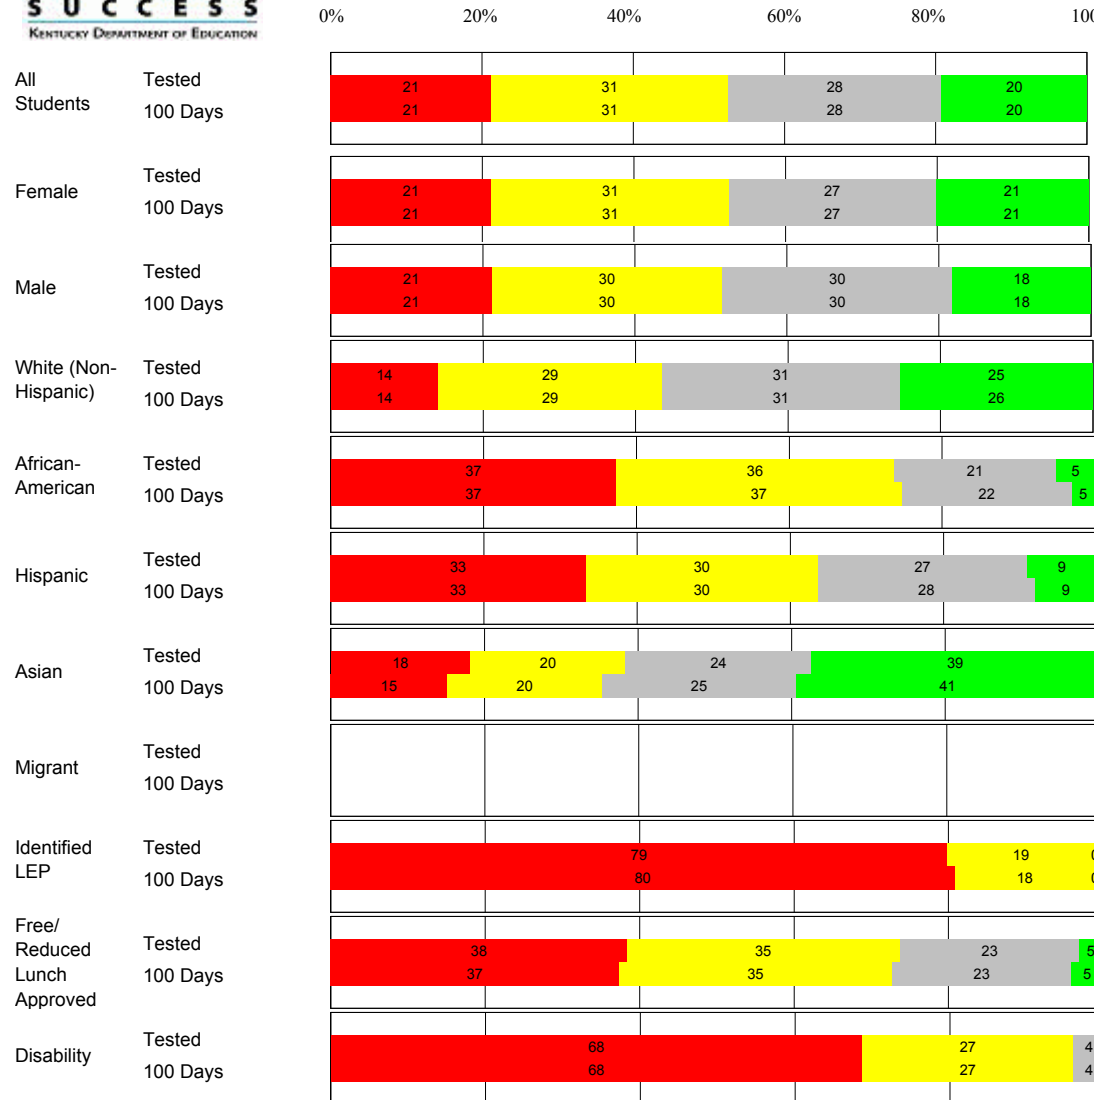 S U C C E S S
KENTUCKY DEPARTMENT OF EDUCATION
0% 20% 40% 60% 80% 100
All Students
Tested 21 31 28 20
100 Days 21 31 28 20
Female
Tested 21 31 27 21
100 Days 21 31 27 21
Male
Tested 21 30 30 18
100 Days 21 30 30 18
White (Non-
Hispanic)
Tested 14 29 31 25
100 Days 14 29 31 26
African-
American
Tested 37 36 21 5
100 Days 37 37 22 5
Hispanic
Tested 33 30 27 9
100 Days 33 30 28 9
Asian
Tested 18 20 24 39
100 Days 15 20 25 41
Migrant
Tested
100 Days
Identified
LEP
Tested 79 19 0
100 Days 80 18 0
Free/
Reduced
Lunch
Approved
Tested 38 35 23 5
100 Days 37 35 23 5
Disability
Tested 68 27 4
100 Days 68 27 4